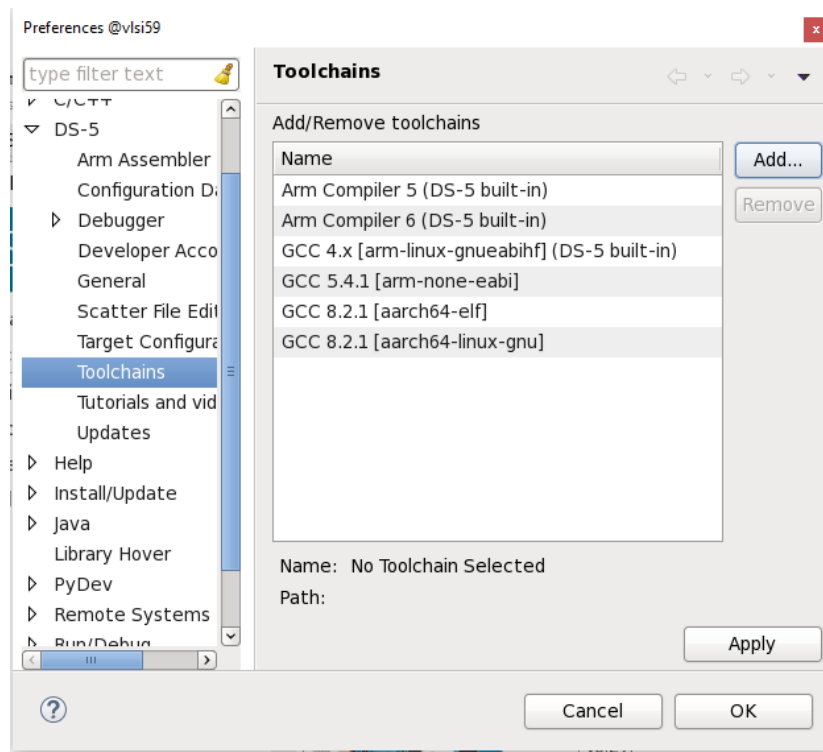 Preferences @vlsi59
x
type filter text
Toolchains
C/C++
DS-5
Arm Assembler
Configuration Da
Debugger
Developer Acco
General
Scatter File Edit
Target Configura
Toolchains
Tutorials and vid
Updates
Help
Install/Update
Java
Library Hover
PyDev
Remote Systems
Run/Debug
Add/Remove toolchains
Name
Arm Compiler 5 (DS-5 built-in)
Arm Compiler 6 (DS-5 built-in)
GCC 4.x [arm-linux-gnueabihf] (DS-5 built-in)
GCC 5.4.1 [arm-none-eabi]
GCC 8.2.1 [aarch64-elf]
GCC 8.2.1 [aarch64-linux-gnu]
Add...
Remove
Name: No Toolchain Selected
Path:
Apply
?
Cancel
OK